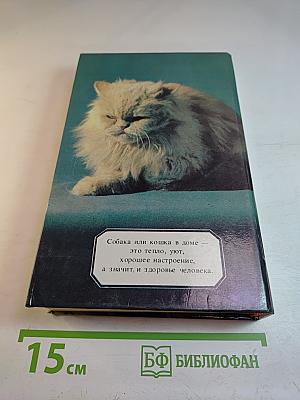 Собака или кошка в доме —
это тепло, уют,
хорошее настроение,
а значит, и здоровье человека.
15 см
БФ БИБЛИОФАН